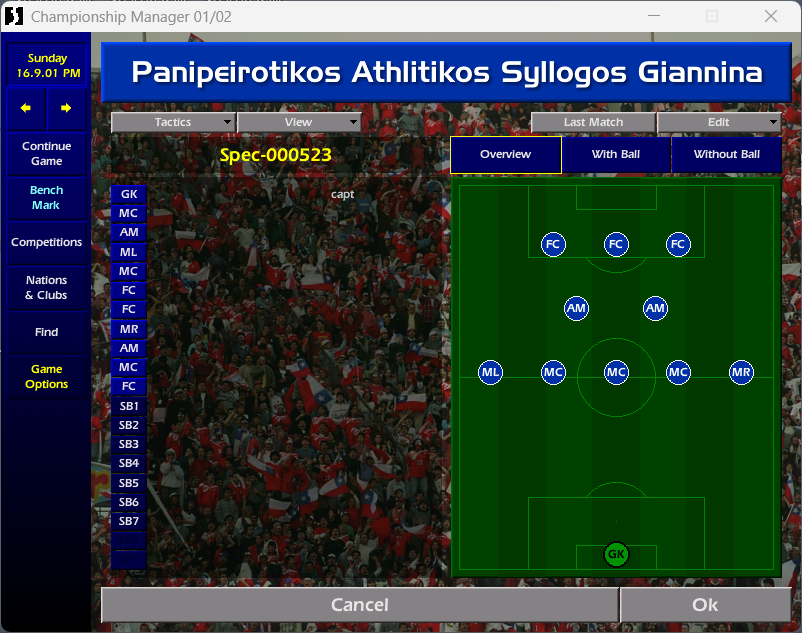 Championship Manager 01/02
Sunday
16.9.01 PM
Continue
Game
Bench
Mark
Competitions
Nations
& Clubs
Find
Game
Options
Panipeirotikos Athlitikos Syllogos Giannina
Tactics View Last Match Edit
Spec-000523
Overview With Ball Without Ball
GK capt
MC
AM
ML
MC
FC
FC
MR
AM
MC
FC
SB1
SB2
SB3
SB4
SB5
SB6
SB7
FC FC FC
AM AM
ML MC MC MC MR
GK
Cancel Ok